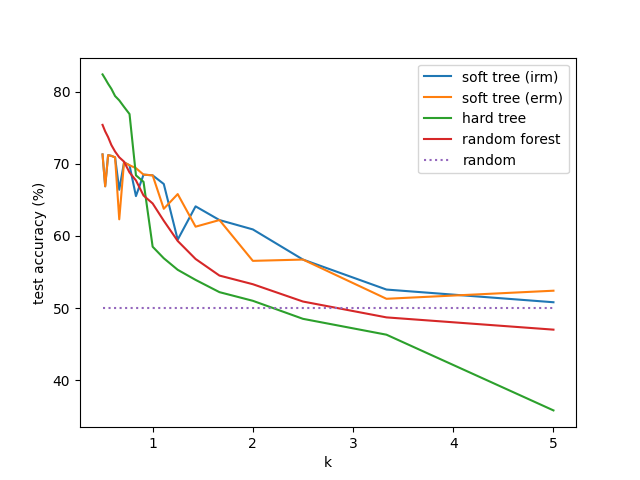 test accuracy (%)
80
70
60
50
40
1 2 3 4 5
k
soft tree (irm)
soft tree (erm)
hard tree
random forest
random